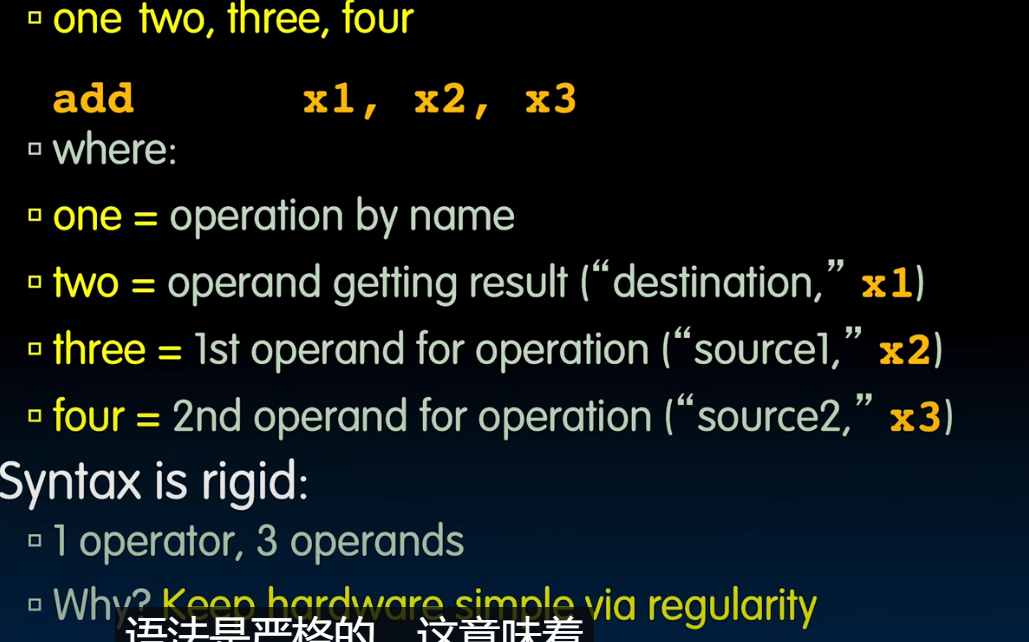 one two, three, four
add x1, x2, x3
where:
one = operation by name
two = operand getting result (“destination,” x1)
three = 1st operand for operation (“source1,” x2)
four = 2nd operand for operation (“source2,” x3)
Syntax is rigid:
1 operator, 3 operands
Why? Keep hardware simple via regularity
语法是严格的，这意味着